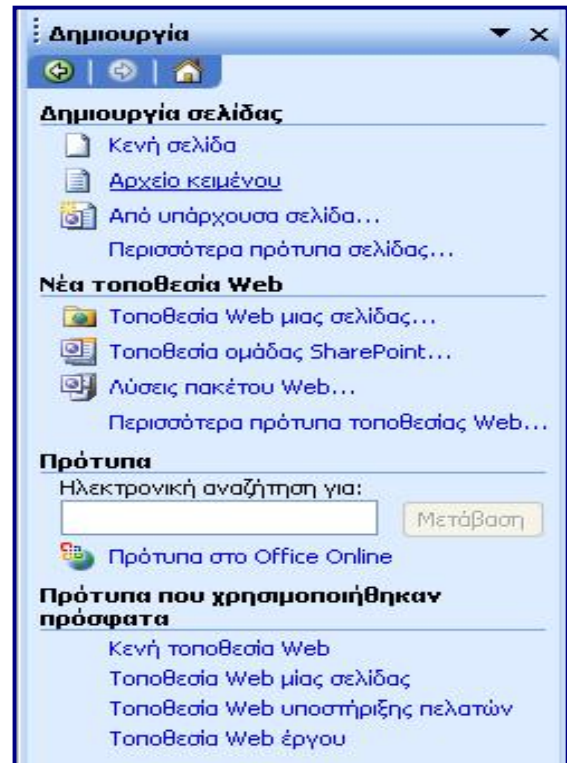 Δημιουργία
Δημιουργία σελίδας
Κενή σελίδα
Αρχείο κειμένου
Από υπάρχουσα σελίδα...
Περισσότερα πρότυπα σελίδας...
Νέα τοποθεσία Web
Τοποθεσία Web μιας σελίδας...
Τοποθεσία ομάδας SharePoint...
Λύσεις πακέτου Web...
Περισσότερα πρότυπα τοποθεσίας Web...
Πρότυπα
Ηλεκτρονική αναζήτηση για:
Μετάβαση
Πρότυπα στο Office Online
Πρότυπα που χρησιμοποιήθηκαν
πρόσφατα
Κενή τοποθεσία Web
Τοποθεσία Web μίας σελίδας
Τοποθεσία Web υποστήριξης πελατών
Τοποθεσία Web έργου